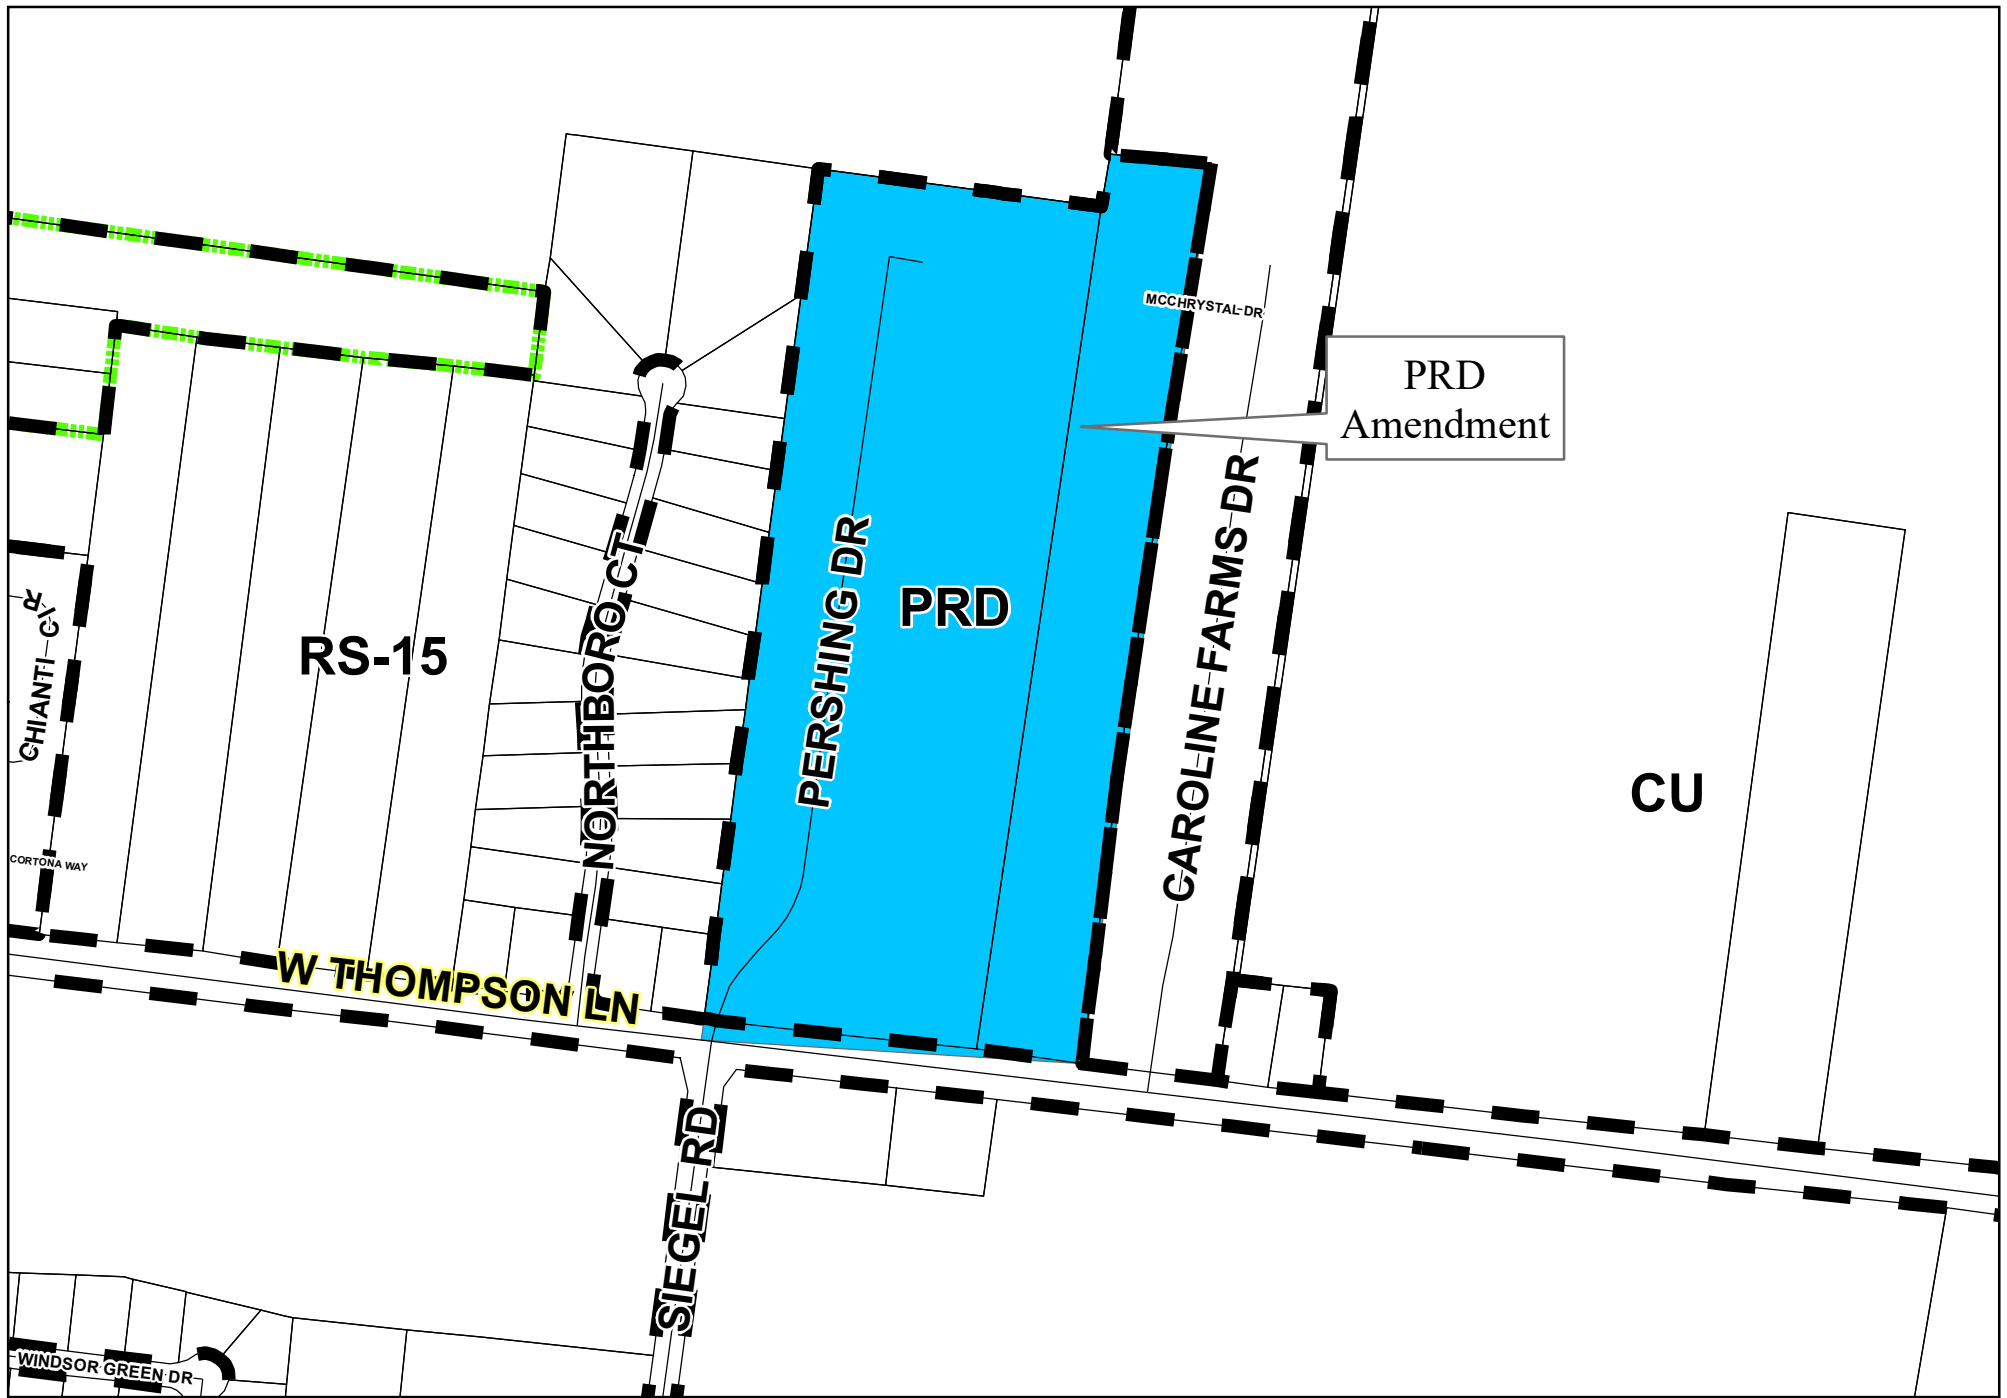 MCCHRYSTAL DR
PRD
Amendment
CAROLINE FARMS DR
PERSHING DR
PRD
NORTHBORO CT
RS-15
CHIANTI CIR
CU
CORTONA WAY
W THOMPSON LN
SIEGEL RD
WINDSOR GREEN DR